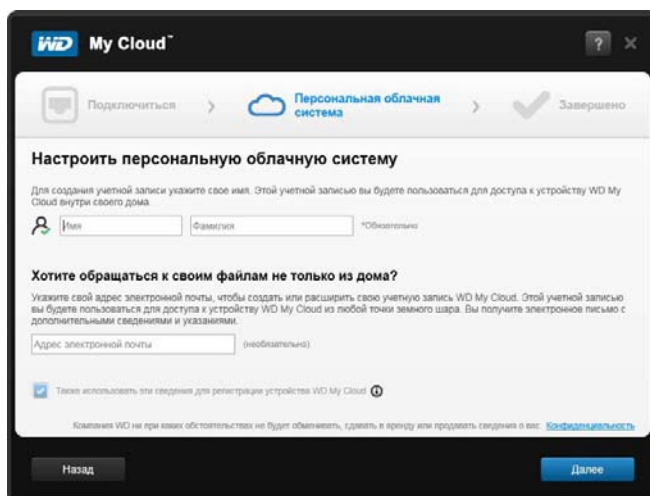 WD My Cloud™ ?
Подключиться
Персональная облачная
система
Завершено
Настроить персональную облачную систему
Для создания учетной записи укажите свое имя. Этой учетной записью вы будете пользоваться для доступа к устройству WD My
Cloud внутри своего дома.
Имя Фамилия *Обязательно
Хотите обращаться к своим файлам не только из дома?
Укажите свой адрес электронной почты, чтобы создать или расширить свою учетную запись WD My Cloud. Этой учетной записью
вы будете пользоваться для доступа к устройству WD My Cloud из любой точки земного шара. Вы получите электронное письмо с
дополнительными сведениями и указаниями.
Адрес электронной почты (необязательно)
Также использовать эти сведения для регистрации устройства WD My Cloud
Компания WD ни при каких обстоятельствах не будет обменивать, сдавать в аренду или продавать сведения о вас. Конфиденциальность
Назад Далее